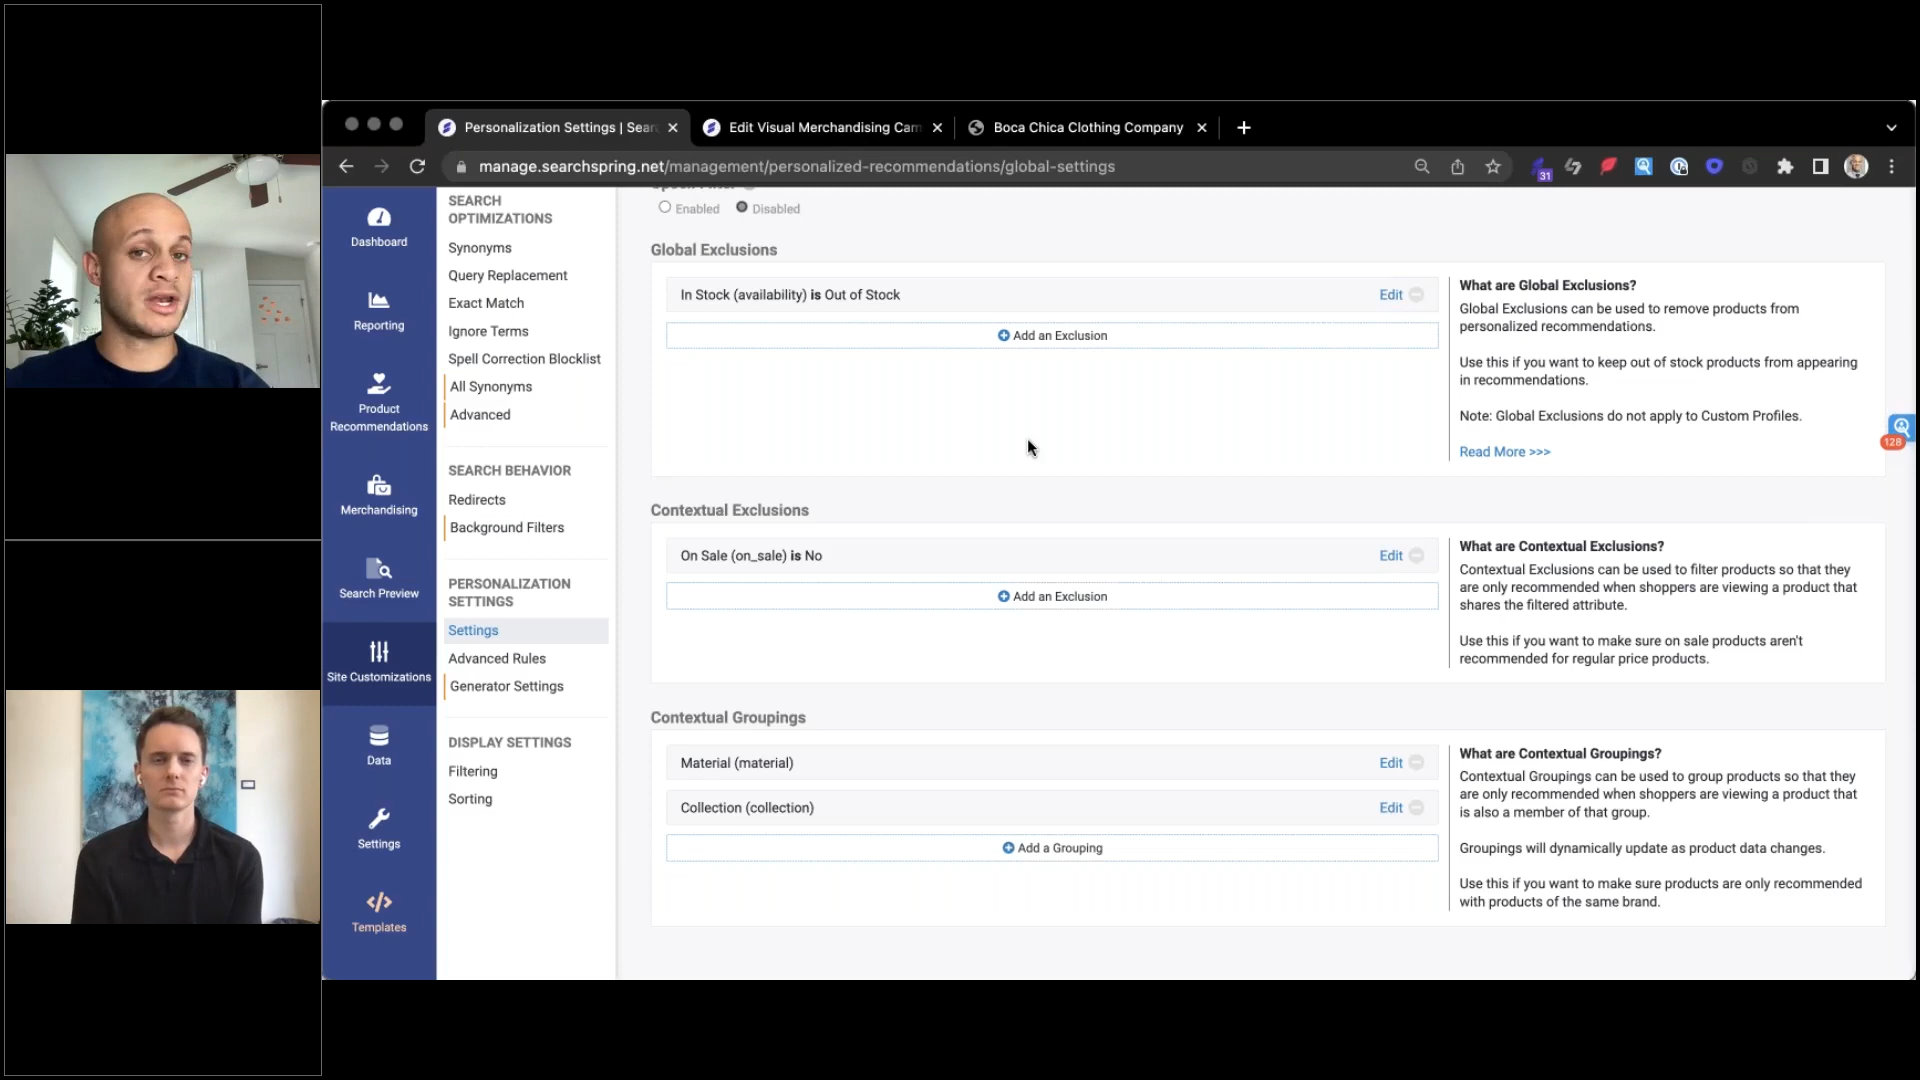 Personalization Settings | Sear
Edit Visual Merchandising Cam
Boca Chica Clothing Company
manage.searchspring.net/management/personalized-recommendations/global-settings
31
Dashboard
Reporting
Product
Recommendations
Merchandising
Search Preview
Site Customizations
Data
Settings
Templates
SEARCH
OPTIMIZATIONS
Synonyms
Query Replacement
Exact Match
Ignore Terms
Spell Correction Blocklist
All Synonyms
Advanced
SEARCH BEHAVIOR
Redirects
Background Filters
PERSONALIZATION
SETTINGS
Settings
Advanced Rules
Generator Settings
DISPLAY SETTINGS
Filtering
Sorting
Enabled Disabled
Global Exclusions
In Stock (availability) is Out of Stock
Edit
Add an Exclusion
What are Global Exclusions?
Global Exclusions can be used to remove products from
personalized recommendations.
Use this if you want to keep out of stock products from appearing
in recommendations.
Note: Global Exclusions do not apply to Custom Profiles.
Read More >>>
128
Contextual Exclusions
On Sale (on_sale) is No
Edit
Add an Exclusion
What are Contextual Exclusions?
Contextual Exclusions can be used to filter products so that they
are only recommended when shoppers are viewing a product that
shares the filtered attribute.
Use this if you want to make sure on sale products aren't
recommended for regular price products.
Contextual Groupings
Material (material)
Edit
Collection (collection)
Edit
Add a Grouping
What are Contextual Groupings?
Contextual Groupings can be used to group products so that they
are only recommended when shoppers are viewing a product that
is also a member of that group.
Groupings will dynamically update as product data changes.
Use this if you want to make sure products are only recommended
with products of the same brand.